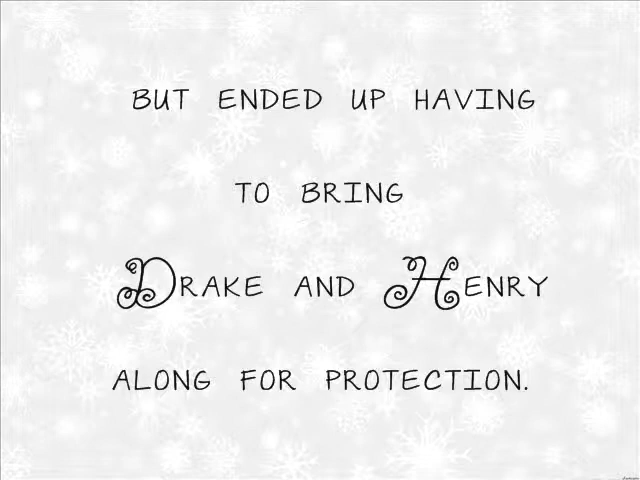 BUT ENDED UP HAVING
TO BRING
DRAKE AND HENRY
ALONG FOR PROTECTION.